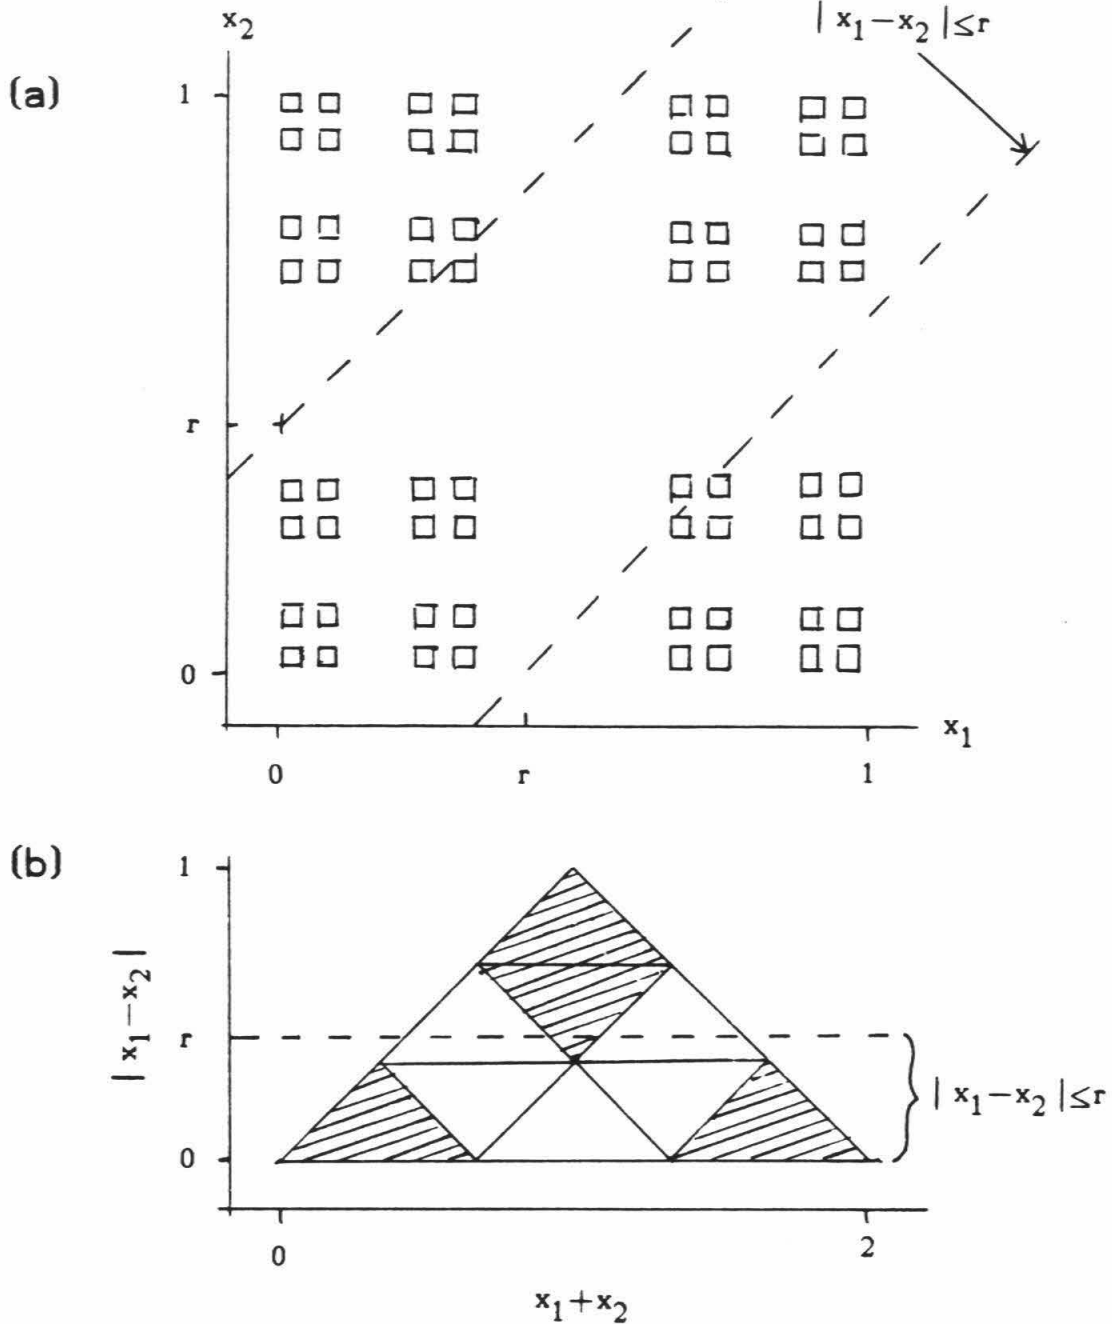 (a)
x₂
| x₁−x₂ |≤r
1
r
0
0
r
1
x₁
(b)
| x₁−x₂ |
1
r
0
| x₁−x₂ |≤r
0
2
x₁+x₂